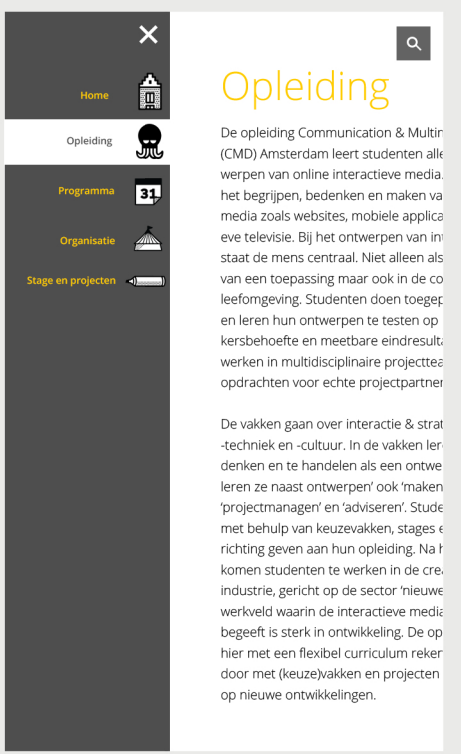 Home
Opleiding
Programma
31
Organisatie
Stage en projecten
Opleiding
De opleiding Communication & Multim
(CMD) Amsterdam leert studenten alle
werpen van online interactieve media.
het begrijpen, bedenken en maken va
media zoals websites, mobiele applica
eve televisie. Bij het ontwerpen van int
staat de mens centraal. Niet alleen als
van een toepassing maar ook in de co
leefomgeving. Studenten doen toegep
en leren hun ontwerpen te testen op
kersbehoefte en meetbare eindresulta
werken in multidisciplinaire projecttea
opdrachten voor echte projectpartner
De vakken gaan over interactie & strat
-techniek en -cultuur. In de vakken ler
denken en te handelen als een ontwe
leren ze naast ontwerpen’ ook ‘maken
‘projectmanagen’ en ‘adviseren’. Stude
met behulp van keuzevakken, stages e
richting geven aan hun opleiding. Na h
komen studenten te werken in de crea
industrie, gericht op de sector ‘nieuwe
werkveld waarin de interactieve media
begeeft is sterk in ontwikkeling. De op
hier met een flexibel curriculum reken
door met (keuze)vakken en projecten
op nieuwe ontwikkelingen.